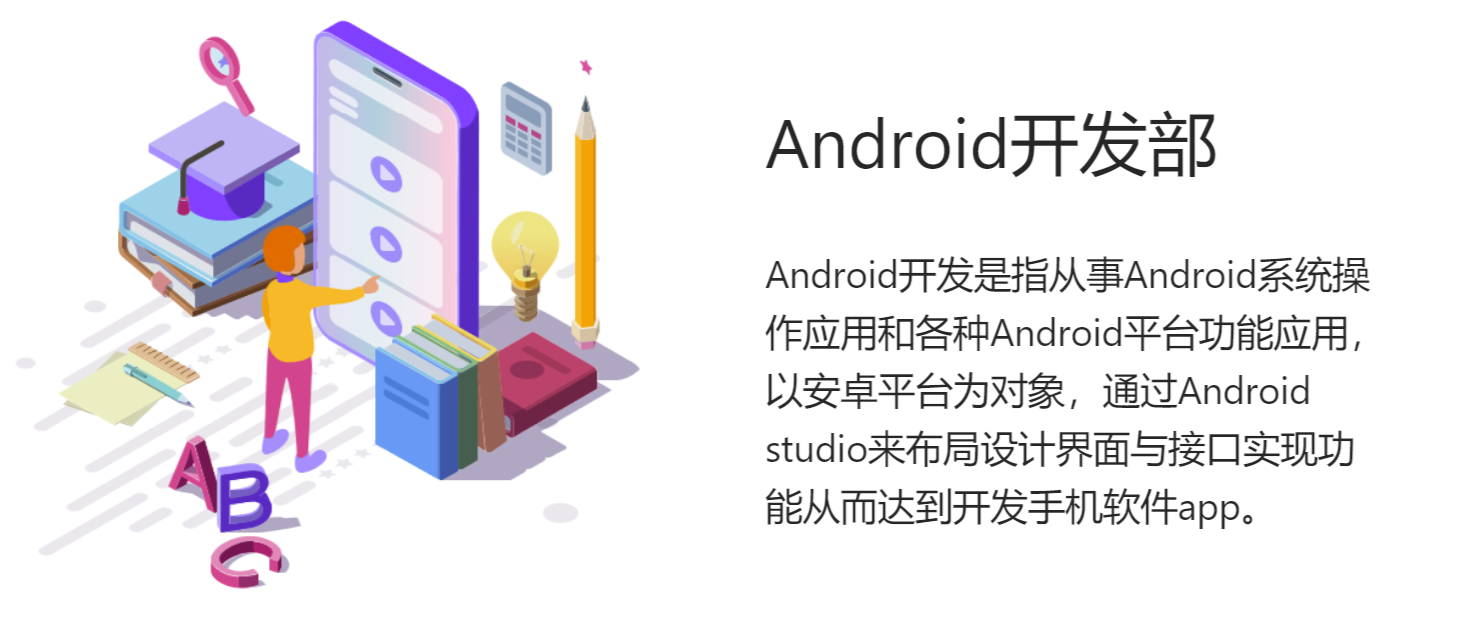 Android开发部
Android开发是指从事Android系统操
作应用和各种Android平台功能应用，
以安卓平台为对象，通过Android
studio来布局设计界面与接口实现功
能从而达到开发手机软件app。
A
B
C